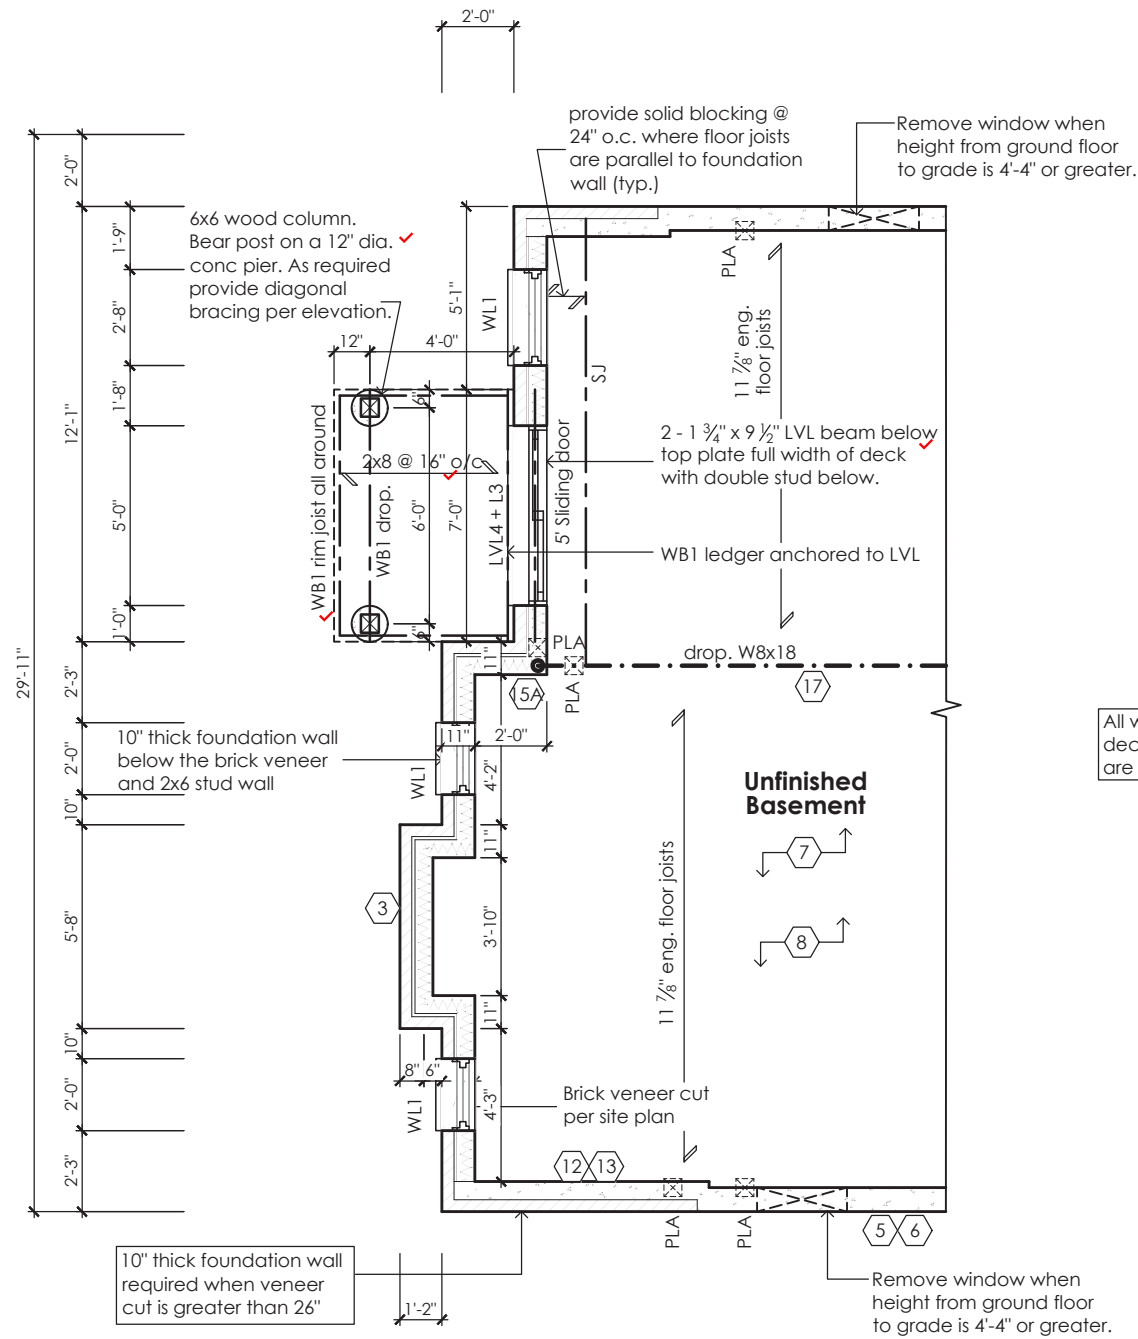 2'-0"
provide solid blocking @
24" o.c. where floor joists
are parallel to foundation
wall (typ.)
Remove window when
height from ground floor
to grade is 4'-4" or greater.
2'-0"
6x6 wood column.
Bear post on a 12" dia.
conc pier. As required
provide diagonal
bracing per elevation.
1'-9"
2'-8"
1'-8"
5'-0"
1'-0"
12'-1"
29'-11"
5'-1"
WL1
PLA
11 7/8" eng.
floor joists
SJ
12"
4'-0"
6"
2x8 @ 16" o/c
WB1 rim joist all around
WB1 drop.
6'-0"
7'-0"
LVL4 + L3
5' Sliding door
6"
2 - 1 3/4" x 9 1/2" LVL beam below
top plate full width of deck
with double stud below.
WB1 ledger anchored to LVL
PLA
drop. W8x18
11"
15A
PLA
17
2'-3"
2'-0"
10"
5'-8"
10"
2'-0"
2'-3"
10" thick foundation wall
below the brick veneer
and 2x6 stud wall
11"
2'-0"
WL1
4'-2"
11"
3'-10"
11"
4'-3"
All w
dec
are
Unfinished
Basement
7
8
3
11 7/8" eng. floor joists
8"
6"
WL1
Brick veneer cut
per site plan
12
13
PLA
PLA
5
6
10" thick foundation wall
required when veneer
cut is greater than 26"
1'-2"
Remove window when
height from ground floor
to grade is 4'-4" or greater.